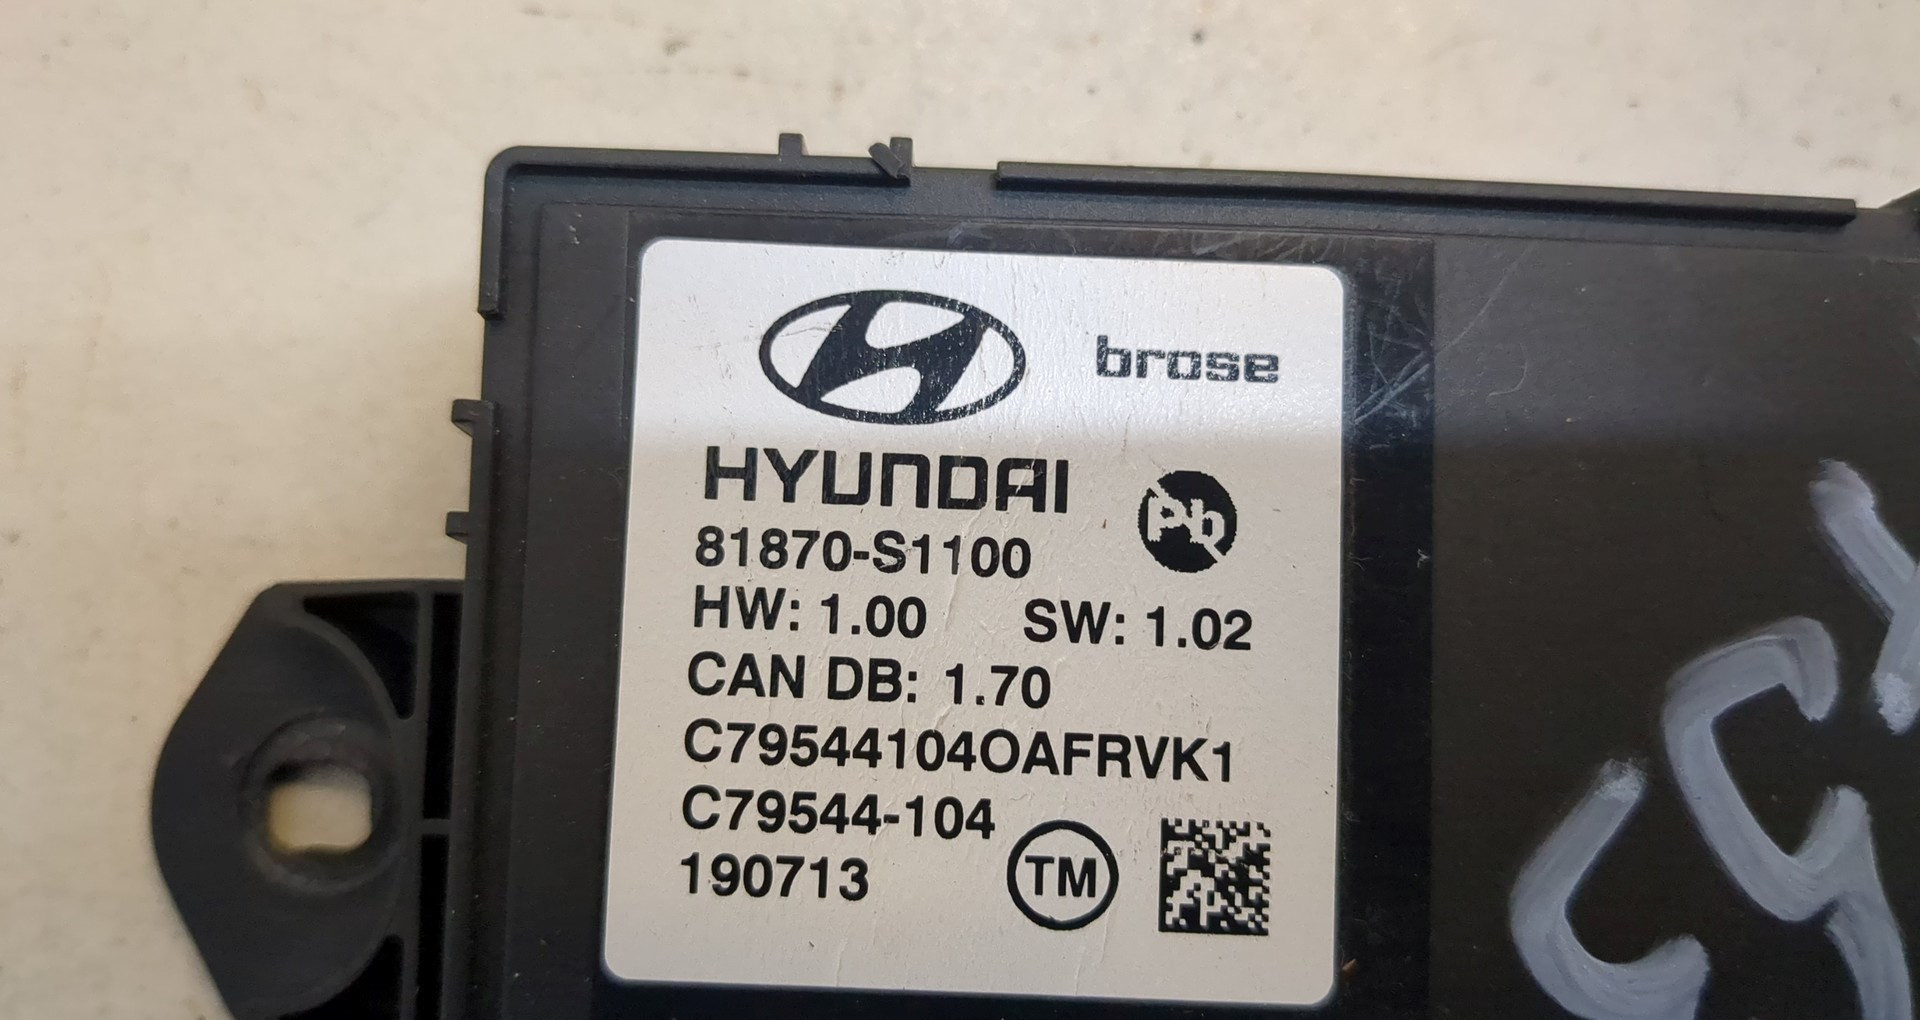 brose
HYUNDAI
Pb
81870-S1100
HW: 1.00 SW: 1.02
CAN DB: 1.70
C79544104OAFRVK1
C79544-104
190713
TM